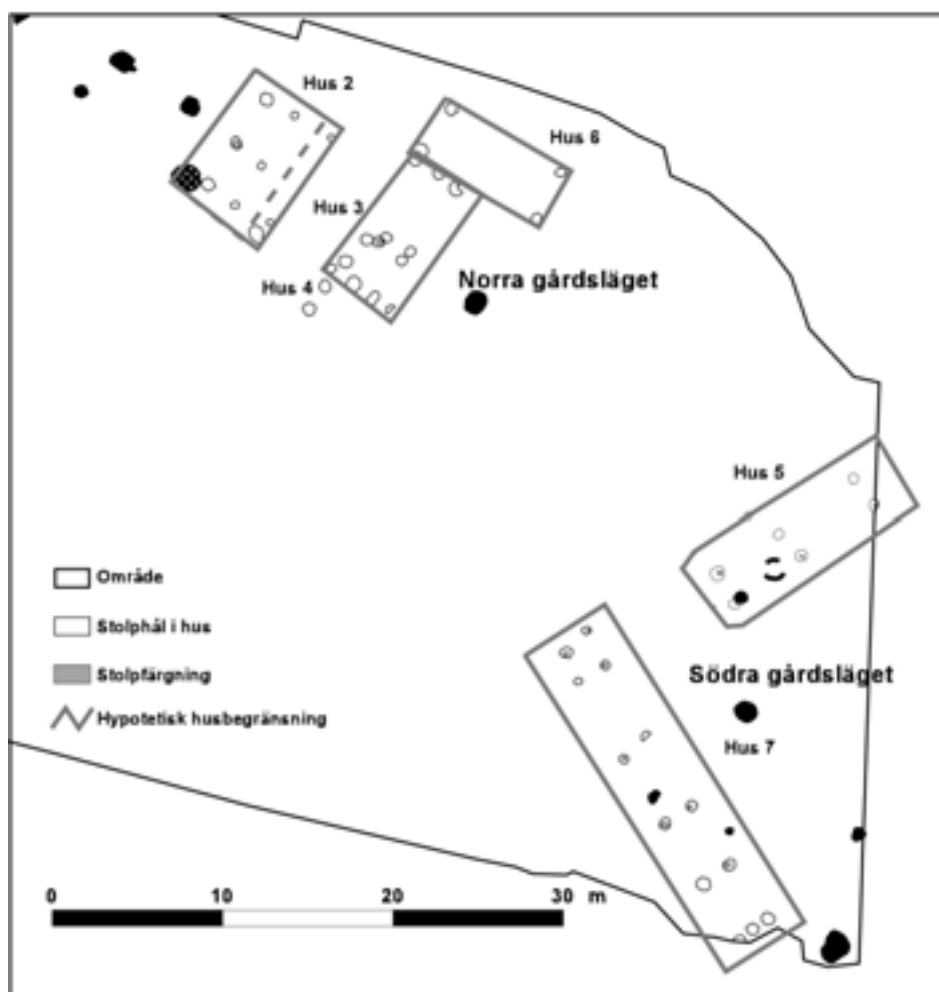 Hus 2
Hus 6
Hus 3
Hus 4
Norra gårdsläget
Hus 5
Område
Stolphål i hus
Stolpfärgning
Hypotetisk husbegränsning
Södra gårdsläget
Hus 7
0 10 20 30 m